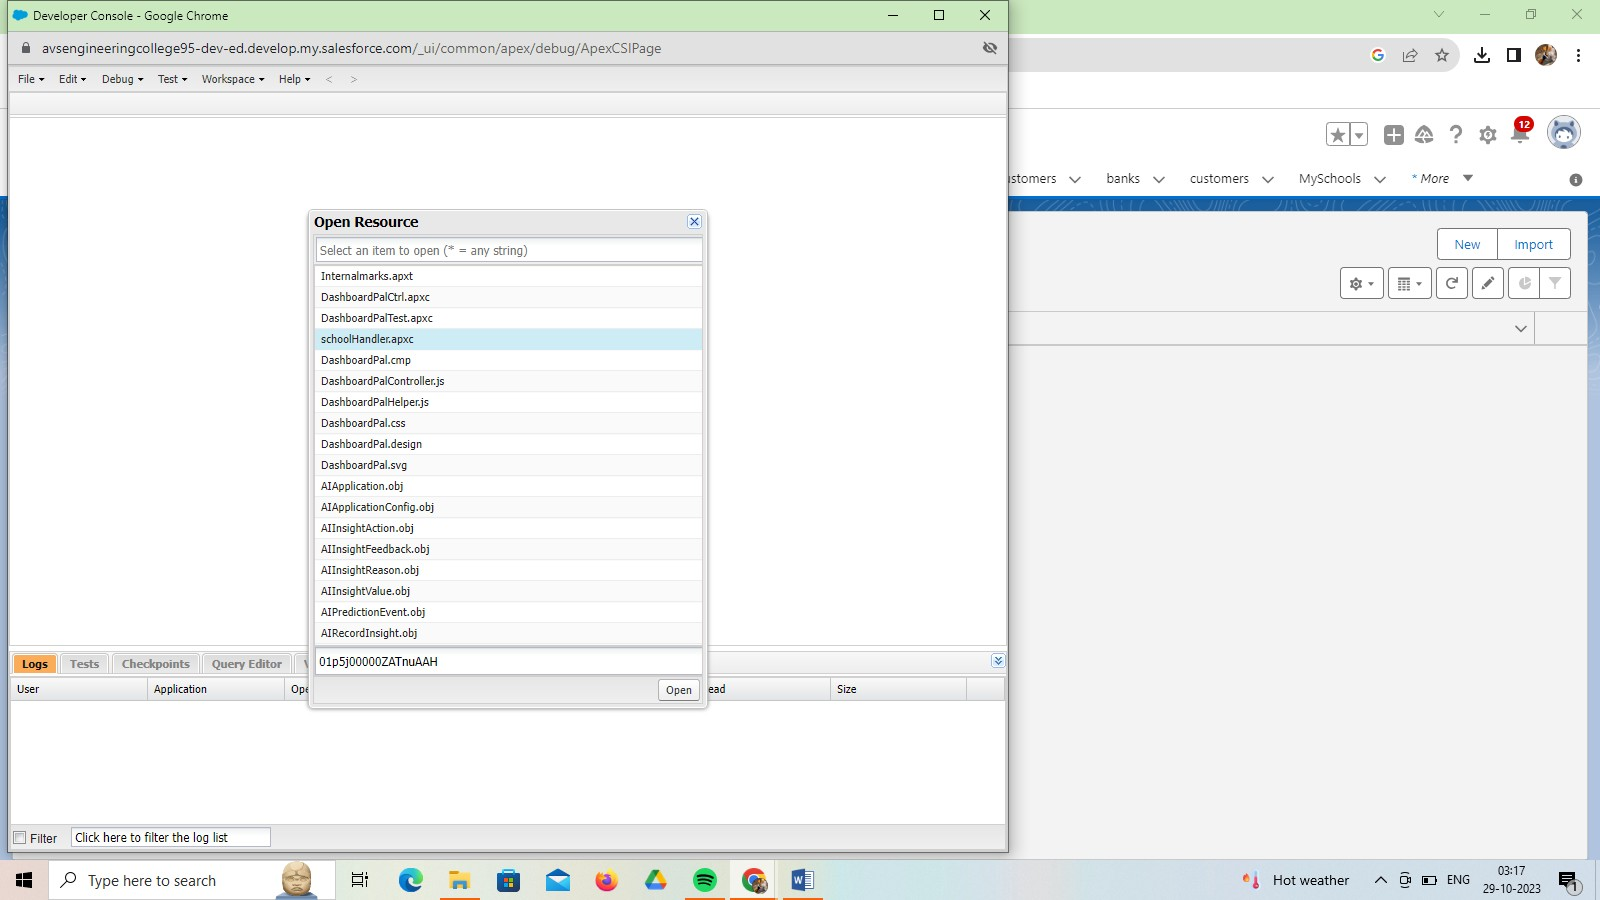 Developer Console - Google Chrome
avsengineeringcollege95-dev-ed.develop.my.salesforce.com/_ui/common/apex/debug/ApexCSIPage
File Edit Debug Test Workspace Help < >
12
stomers banks customers MySchools * More
New Import
Open Resource
Select an item to open (* = any string)
Internalmarks.apxt
DashboardPalCtrl.apxc
DashboardPalTest.apxc
schoolHandler.apxc
DashboardPal.cmp
DashboardPalController.js
DashboardPalHelper.js
DashboardPal.css
DashboardPal.design
DashboardPal.svg
AIApplication.obj
AIApplicationConfig.obj
AIInsightAction.obj
AIInsightFeedback.obj
AIInsightReason.obj
AIInsightValue.obj
AIPredictionEvent.obj
AIRecordInsight.obj
01p5j00000ZATnuAAH
Open
Logs Tests Checkpoints Query Editor
User Application Ope ead Size
Filter Click here to filter the log list
Type here to search
Hot weather
ENG
03:17
29-10-2023
1